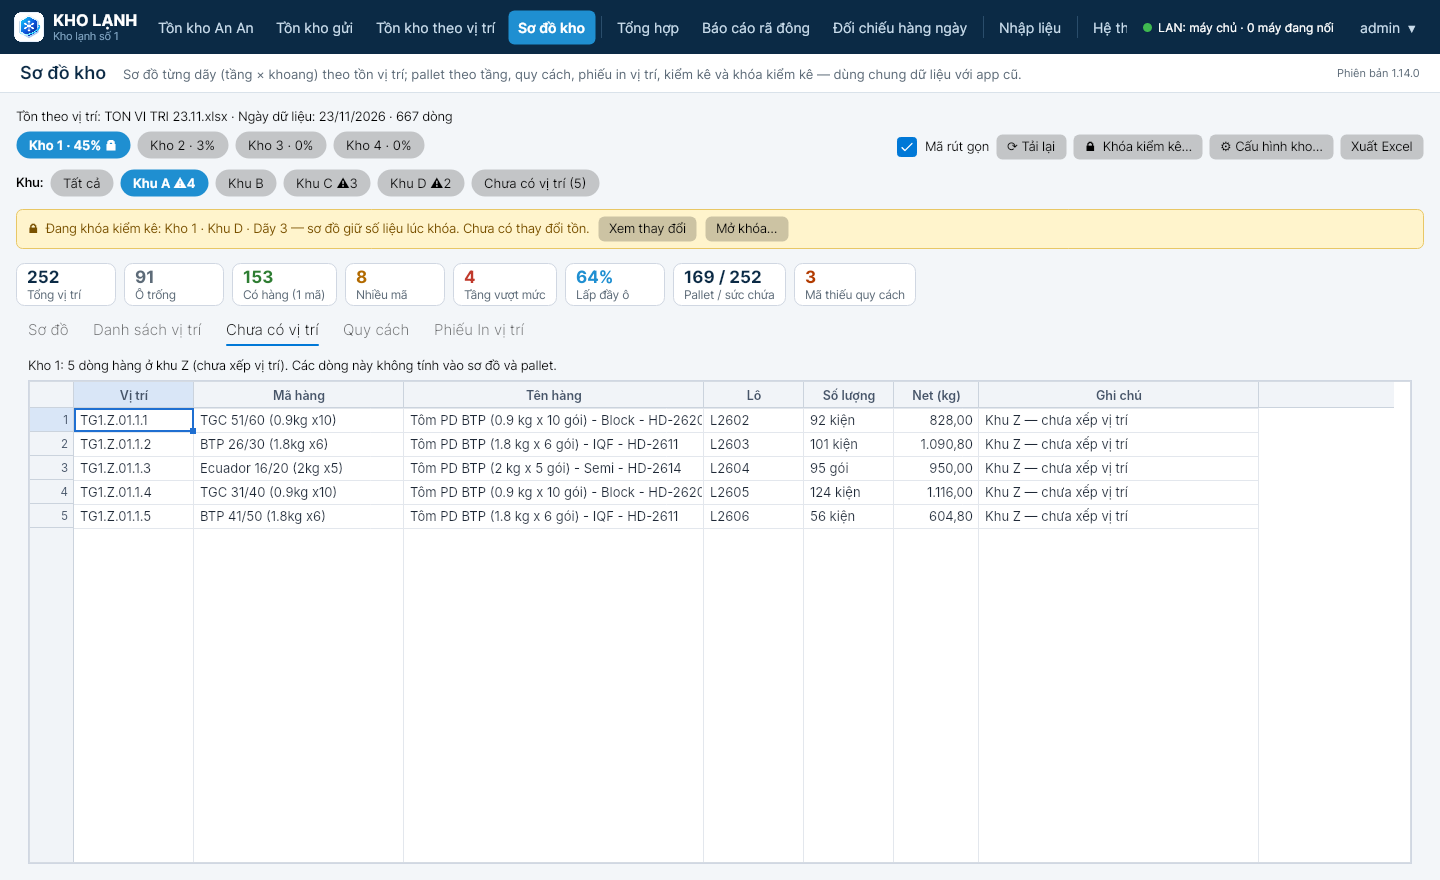 KHO LẠNH
Kho lạnh số 1
Tồn kho An An
Tồn kho gửi
Tồn kho theo vị trí
Sơ đồ kho
Tổng hợp
Báo cáo rã đông
Đối chiếu hàng ngày
Nhập liệu
Hệ th
LAN: máy chủ · 0 máy đang nối
admin ▾
Sơ đồ kho
Sơ đồ từng dãy (tầng × khoang) theo tồn vị trí; pallet theo tầng, quy cách, phiếu in vị trí, kiểm kê và khóa kiểm kê — dùng chung dữ liệu với app cũ.
Phiên bản 1.14.0
Tồn theo vị trí: TON VI TRI 23.11.xlsx · Ngày dữ liệu: 23/11/2026 · 667 dòng
Kho 1 · 45% 🔒
Kho 2 · 3%
Kho 3 · 0%
Kho 4 · 0%
Mã rút gọn
⟳ Tải lại
🔒 Khóa kiểm kê...
⚙ Cấu hình kho...
Xuất Excel
Khu:
Tất cả
Khu A ⚠4
Khu B
Khu C ⚠3
Khu D ⚠2
Chưa có vị trí (5)
🔒 Đang khóa kiểm kê: Kho 1 · Khu D · Dãy 3 — sơ đồ giữ số liệu lúc khóa. Chưa có thay đổi tồn.
Xem thay đổi
Mở khóa...
252
Tổng vị trí
91
Ô trống
153
Có hàng (1 mã)
8
Nhiều mã
4
Tầng vượt mức
64%
Lấp đầy ô
169 / 252
Pallet / sức chứa
3
Mã thiếu quy cách
Sơ đồ
Danh sách vị trí
Chưa có vị trí
Quy cách
Phiếu In vị trí
Kho 1: 5 dòng hàng ở khu Z (chưa xếp vị trí). Các dòng này không tính vào sơ đồ và pallet.
Vị trí Mã hàng Tên hàng Lô Số lượng Net (kg) Ghi chú
1 TG1.Z.01.1.1 TGC 51/60 (0.9kg x10) Tôm PD BTP (0.9 kg x 10 gói) - Block - HD-2620 L2602 92 kiện 828,00 Khu Z — chưa xếp vị trí
2 TG1.Z.01.1.2 BTP 26/30 (1.8kg x6) Tôm PD BTP (1.8 kg x 6 gói) - IQF - HD-2611 L2603 101 kiện 1.090,80 Khu Z — chưa xếp vị trí
3 TG1.Z.01.1.3 Ecuador 16/20 (2kg x5) Tôm PD BTP (2 kg x 5 gói) - Semi - HD-2614 L2604 95 gói 950,00 Khu Z — chưa xếp vị trí
4 TG1.Z.01.1.4 TGC 31/40 (0.9kg x10) Tôm PD BTP (0.9 kg x 10 gói) - Block - HD-2620 L2605 124 kiện 1.116,00 Khu Z — chưa xếp vị trí
5 TG1.Z.01.1.5 BTP 41/50 (1.8kg x6) Tôm PD BTP (1.8 kg x 6 gói) - IQF - HD-2611 L2606 56 kiện 604,80 Khu Z — chưa xếp vị trí